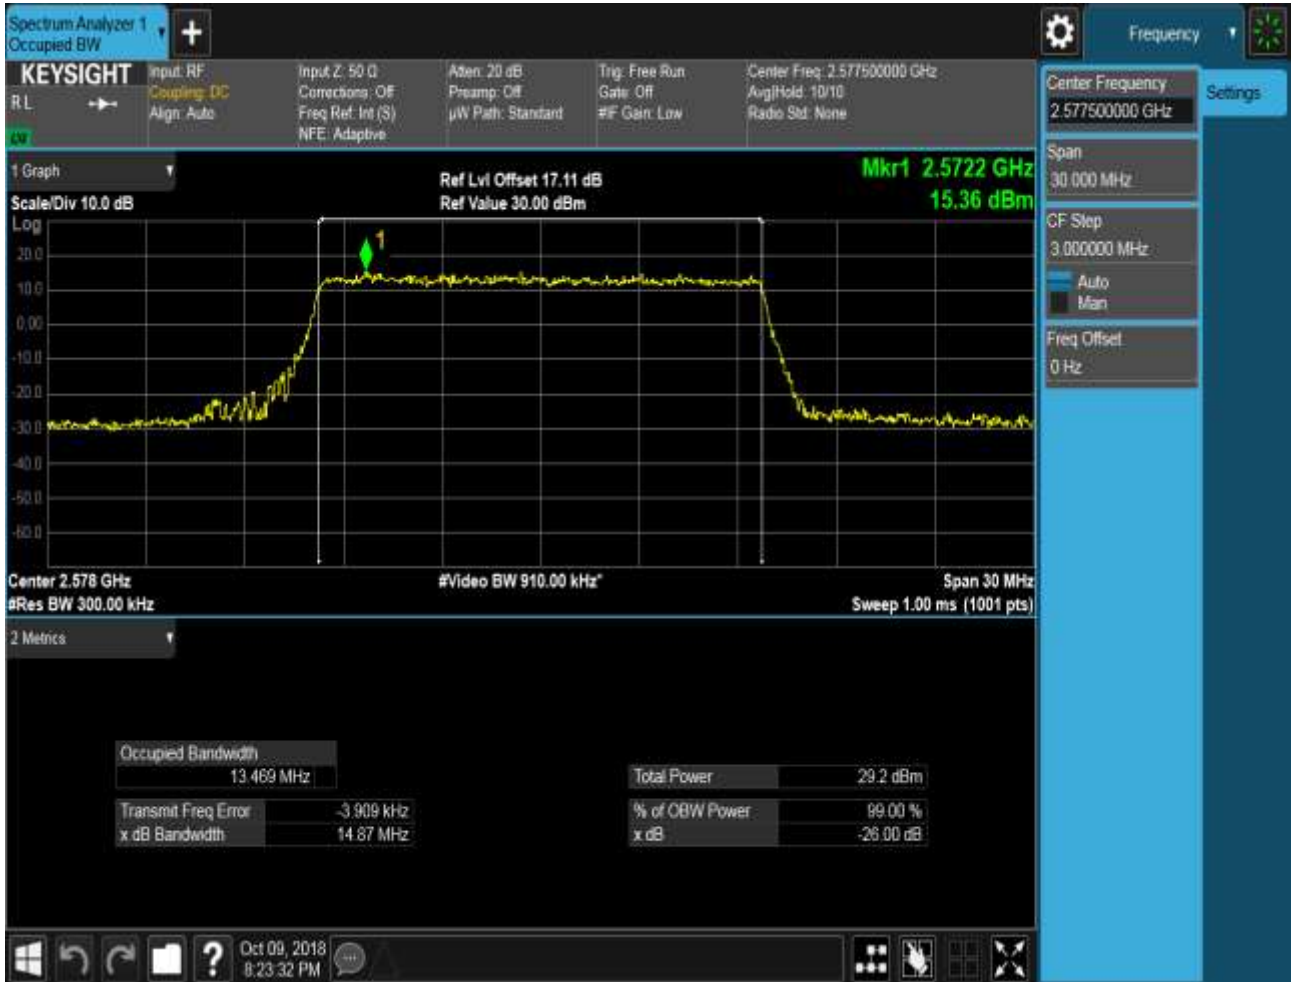 Spectrum Analyzer 1
Occupied BW
Frequency
KEYSIGHT
R L
Input: RF
Coupling: DC
Align: Auto
Input Z: 50 Ω
Corrections: Off
Freq Ref: Int (S)
NFE: Adaptive
Atten: 20 dB
Preamp: Off
µW Path: Standard
Trig: Free Run
Gate: Off
#IF Gain: Low
Center Freq: 2.577500000 GHz
Avg|Hold: 10/10
Radio Std: None
Center Frequency
2.577500000 GHz
Settings
Span
30.000 MHz
CF Step
3.000000 MHz
Auto
Man
Freq Offset
0 Hz
1 Graph
Scale/Div 10.0 dB
Ref Lvl Offset 17.11 dB
Ref Value 30.00 dBm
Mkr1 2.5722 GHz
15.36 dBm
Log
1
20.0
10.0
0.00
-10.0
-20.0
-30.0
-40.0
-50.0
-60.0
Center 2.578 GHz
#Res BW 300.00 kHz
#Video BW 910.00 kHz*
Span 30 MHz
Sweep 1.00 ms (1001 pts)
2 Metrics
Occupied Bandwidth
13.469 MHz
Transmit Freq Error -3.909 kHz
x dB Bandwidth 14.87 MHz
Total Power 29.2 dBm
% of OBW Power 99.00 %
x dB -26.00 dB
Oct 09, 2018
8:23:32 PM